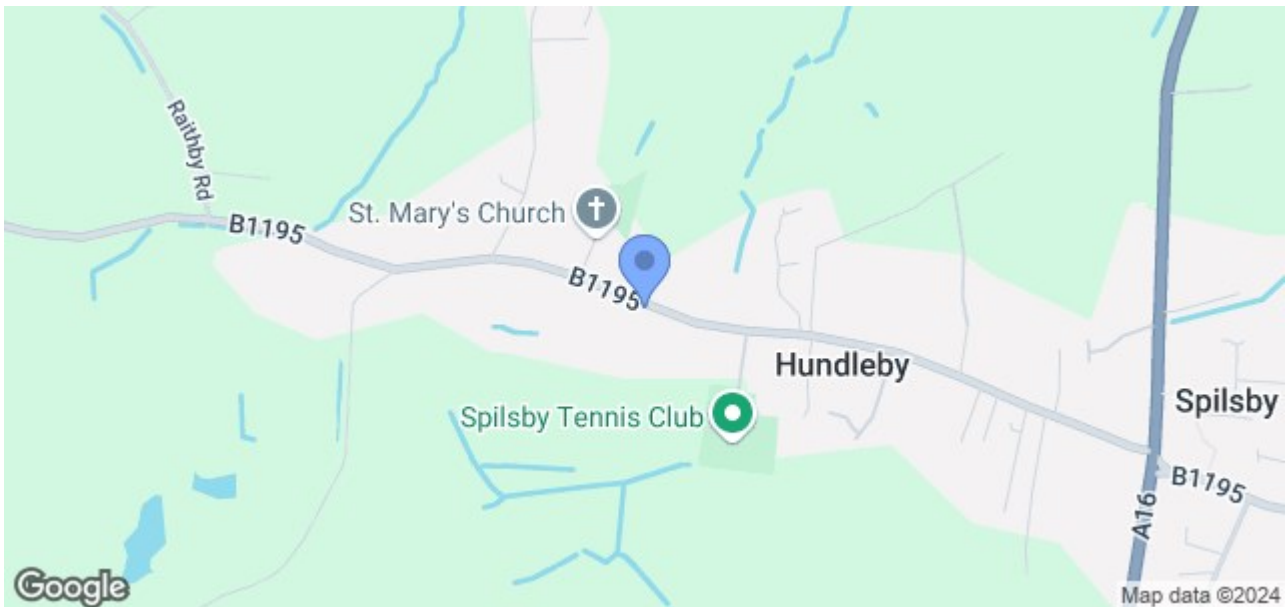 Raithby Rd
B1195
St. Mary's Church
B1195
Hundleby
Spilsby Tennis Club
Spilsby
B1195
A16
Google
Map data ©2024